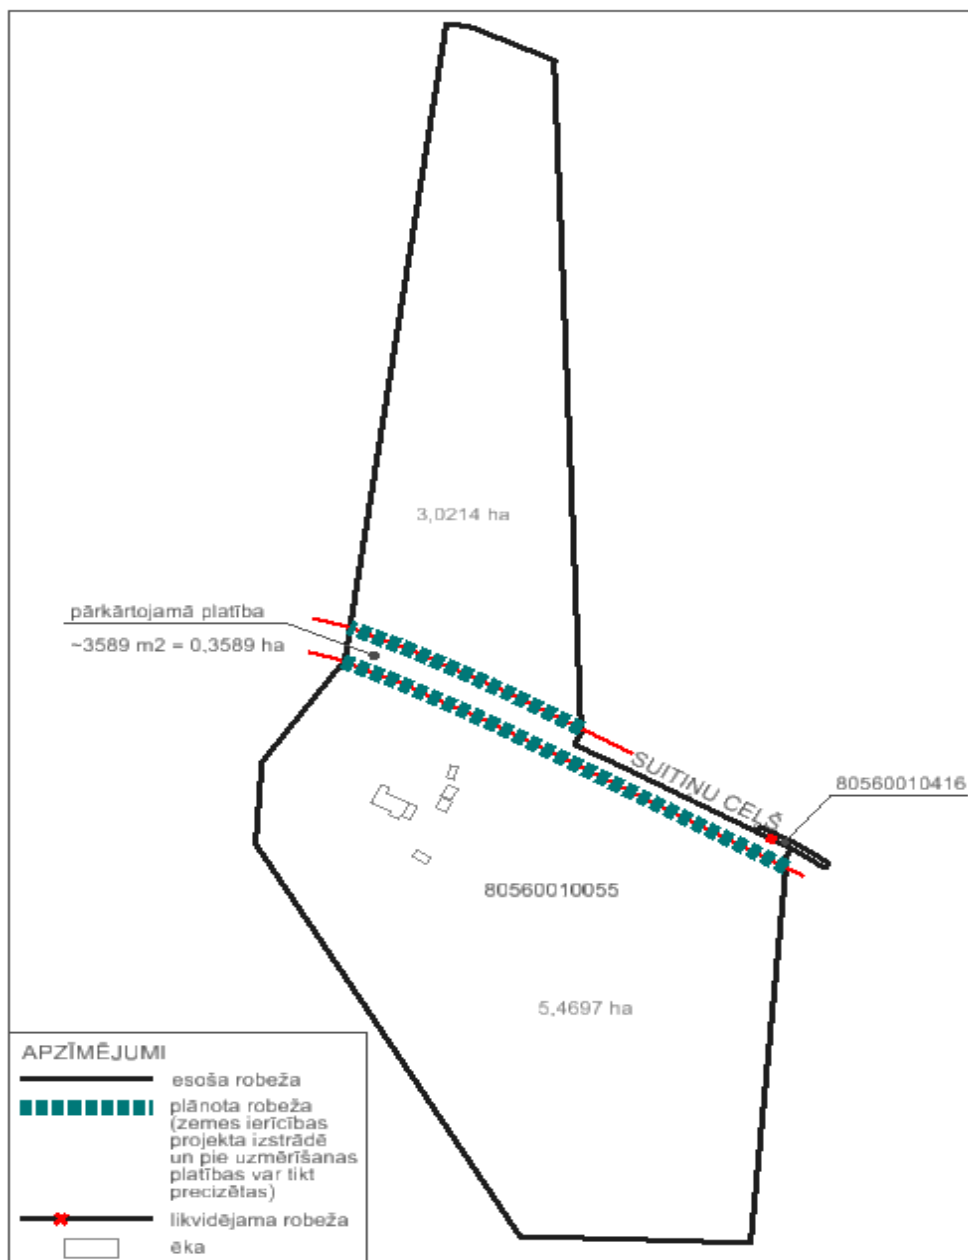 3,0214 ha
pārkārtojamā platība
~3589 m2 = 0,3589 ha
SUITIŅU CEĻŠ
80560010416
80560010055
5,4697 ha
APZĪMĒJUMI
esoša robeža
plānota robeža
(zemes ierīcības
projekta izstrādē
un pie uzmērīšanas
platības var tikt
precizētas)
likvidējama robeža
ēka